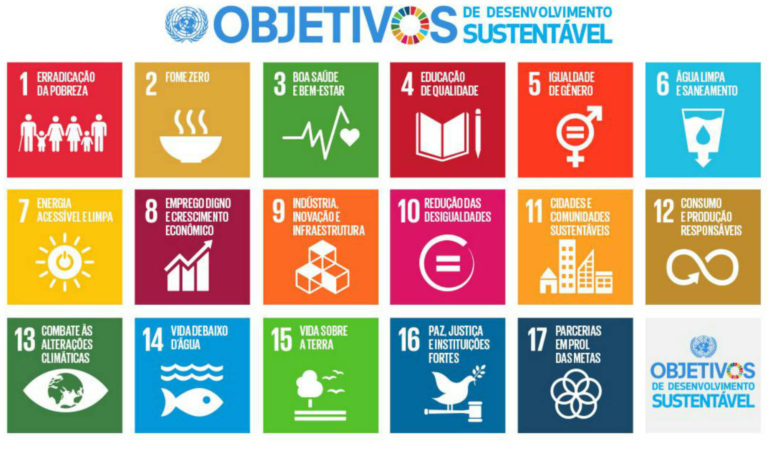 OBJETIVOS DE DESENVOLVIMENTO
SUSTENTÁVEL
1 ERRADICAÇÃO
DA POBREZA
2 FOME ZERO
3 BOA SAÚDE
E BEM-ESTAR
4 EDUCAÇÃO
DE QUALIDADE
5 IGUALDADE
DE GÊNERO
6 ÁGUA LIMPA
E SANEAMENTO
7 ENERGIA
ACESSÍVEL E LIMPA
8 EMPREGO DIGNO
E CRESCIMENTO
ECONÔMICO
9 INDÚSTRIA,
INOVAÇÃO E
INFRAESTRUTURA
10 REDUÇÃO DAS
DESIGUALDADES
11 CIDADES E
COMUNIDADES
SUSTENTÁVEIS
12 CONSUMO
E PRODUÇÃO
RESPONSÁVEIS
13 COMBATE ÀS
ALTERAÇÕES
CLIMÁTICAS
14 VIDA DEBAIXO
D'ÁGUA
15 VIDA SOBRE
A TERRA
16 PAZ, JUSTIÇA
E INSTITUIÇÕES
FORTES
17 PARCERIAS
EM PROL
DAS METAS
OBJETIVOS
DE DESENVOLVIMENTO
SUSTENTÁVEL